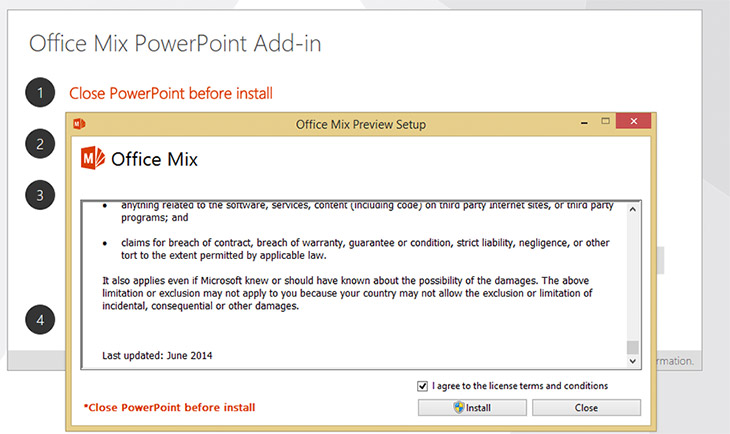 Office Mix PowerPoint Add-in
1 Close PowerPoint before install
2
3
4
Office Mix Preview Setup
M Office Mix
• anything related to the software, services, content (including code) on third party Internet sites, or third party
programs; and
• claims for breach of contract, breach of warranty, guarantee or condition, strict liability, negligence, or other
tort to the extent permitted by applicable law.
It also applies even if Microsoft knew or should have known about the possibility of the damages. The above
limitation or exclusion may not apply to you because your country may not allow the exclusion or limitation of
incidental, consequential or other damages.
Last updated: June 2014
rmation.
I agree to the license terms and conditions
*Close PowerPoint before install
Install
Close